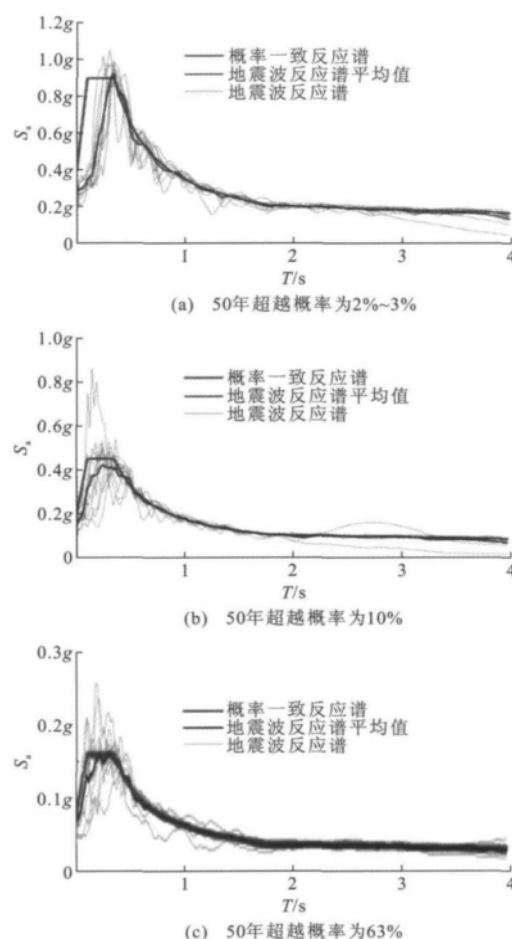 1.2g
概率一致反应谱
1.0g
地震波反应谱平均值
0.8g
地震波反应谱
Sa
0.6g
0.4g
0.2g
0
1
2
3
4
T/s
(a) 50年超越概率为2%~3%
1.0g
概率一致反应谱
0.8g
地震波反应谱平均值
Sa
0.6g
地震波反应谱
0.4g
0.2g
0
1
2
3
4
T/s
(b) 50年超越概率为10%
0.3g
概率一致反应谱
地震波反应谱平均值
0.2g
地震波反应谱
Sa
0.1g
0
1
2
3
4
T/s
(c) 50年超越概率为63%